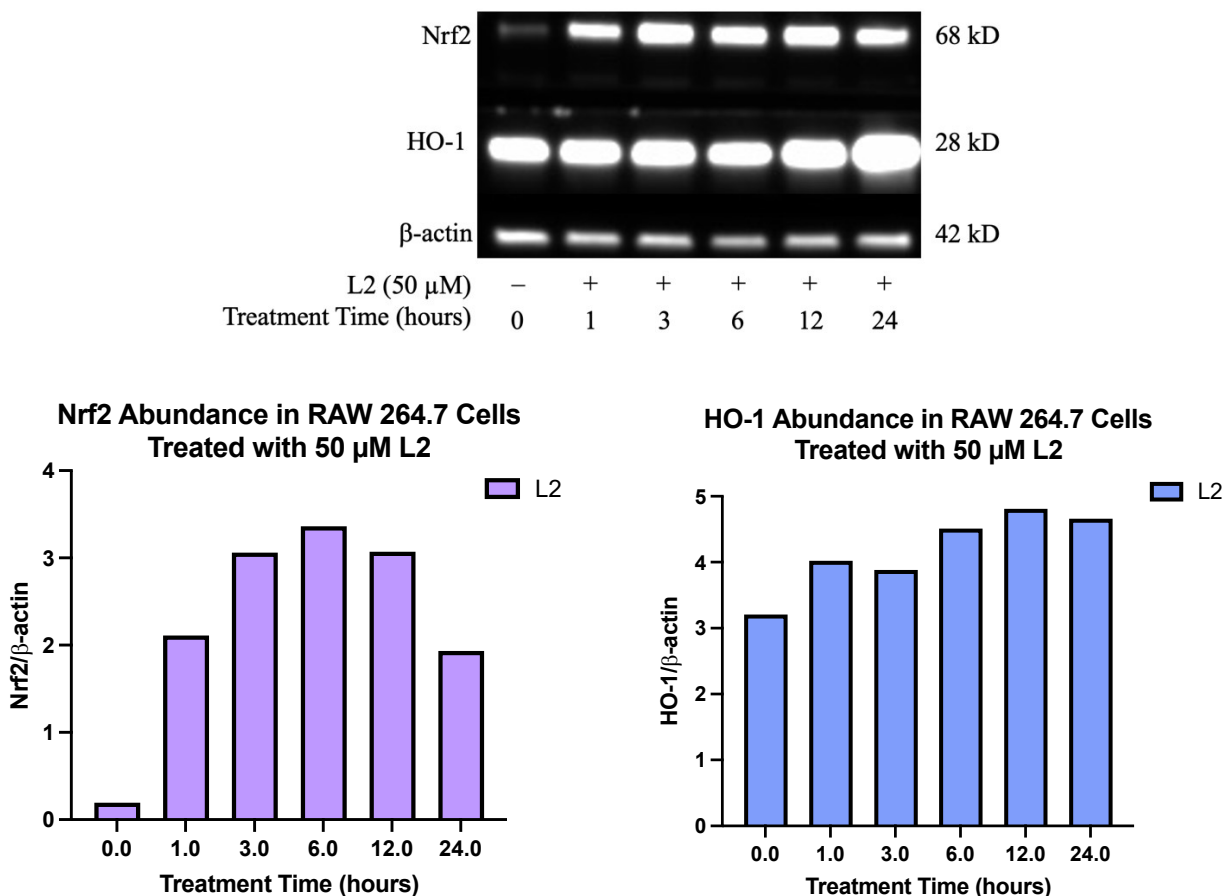 Nrf2 68 kD
HO-1 28 kD
β-actin 42 kD
L2 (50 µM) – + + + + +
Treatment Time (hours) 0 1 3 6 12 24
Nrf2 Abundance in RAW 264.7 Cells
Treated with 50 µM L2
L2
4
3
2
1
0
Nrf2/β-actin
0.0 1.0 3.0 6.0 12.0 24.0
Treatment Time (hours)
HO-1 Abundance in RAW 264.7 Cells
Treated with 50 µM L2
L2
5
4
3
2
1
0
HO-1/β-actin
0.0 1.0 3.0 6.0 12.0 24.0
Treatment Time (hours)